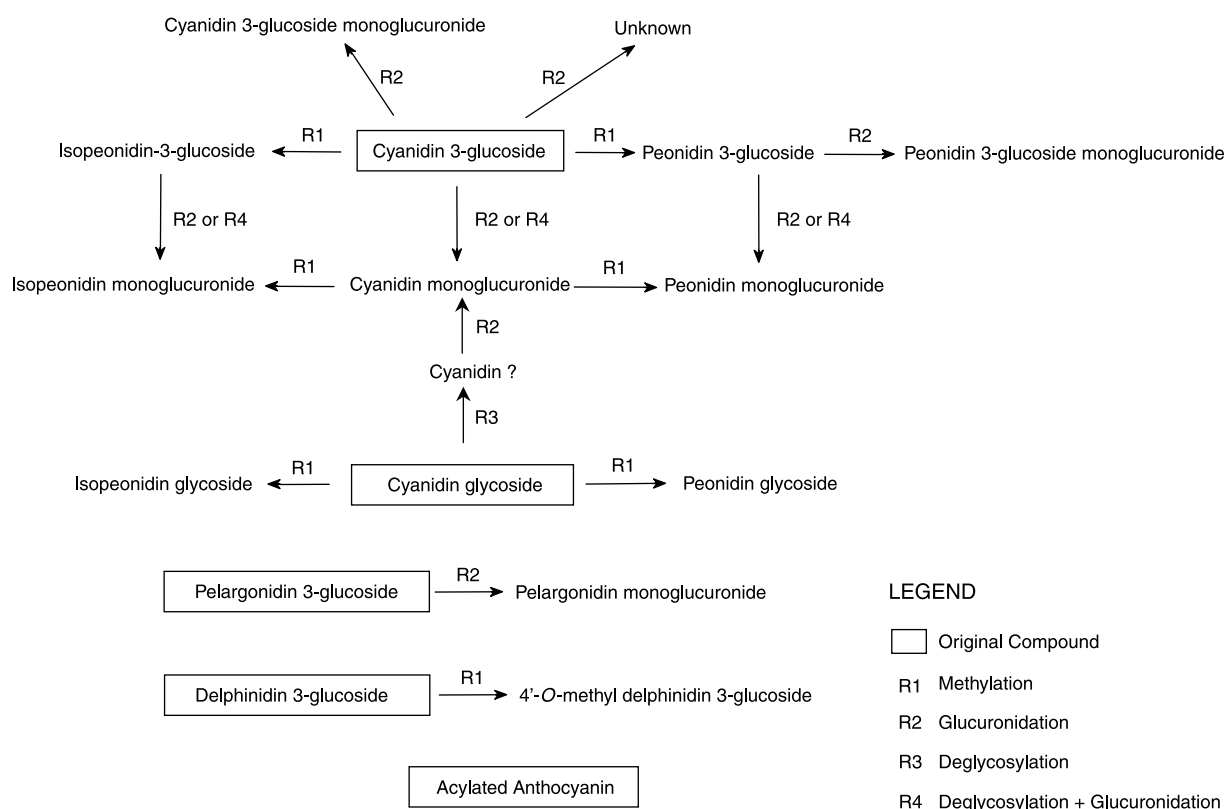 Cyanidin 3-glucoside monoglucuronide
Unknown
R2
R2
Isopeonidin-3-glucoside
R1
Cyanidin 3-glucoside
R1
Peonidin 3-glucoside
R2
Peonidin 3-glucoside monoglucuronide
R2 or R4
R2 or R4
R2 or R4
Isopeonidin monoglucuronide
R1
Cyanidin monoglucuronide
R1
Peonidin monoglucuronide
R2
Cyanidin ?
R3
Isopeonidin glycoside
R1
Cyanidin glycoside
R1
Peonidin glycoside
Pelargonidin 3-glucoside
R2
Pelargonidin monoglucuronide
Delphinidin 3-glucoside
R1
4'-O-methyl delphinidin 3-glucoside
Acylated Anthocyanin
LEGEND
Original Compound
R1 Methylation
R2 Glucuronidation
R3 Deglycosylation
R4 Deglycosylation + Glucuronidation